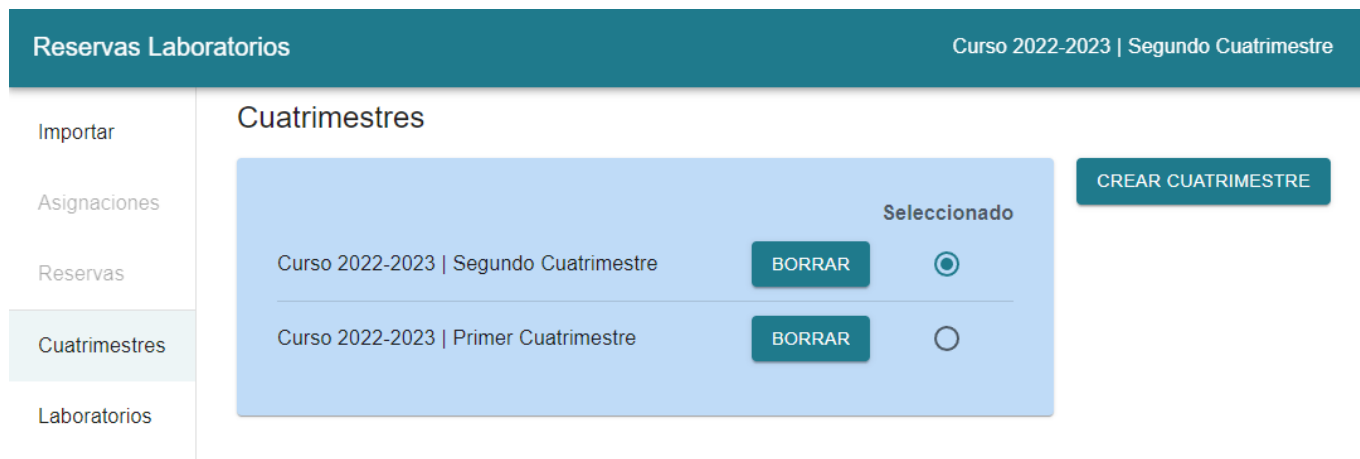 Reservas Laboratorios
Curso 2022-2023 | Segundo Cuatrimestre
Importar
Asignaciones
Reservas
Cuatrimestres
Laboratorios
Cuatrimestres
CREAR CUATRIMESTRE
Seleccionado
Curso 2022-2023 | Segundo Cuatrimestre BORRAR
Curso 2022-2023 | Primer Cuatrimestre BORRAR